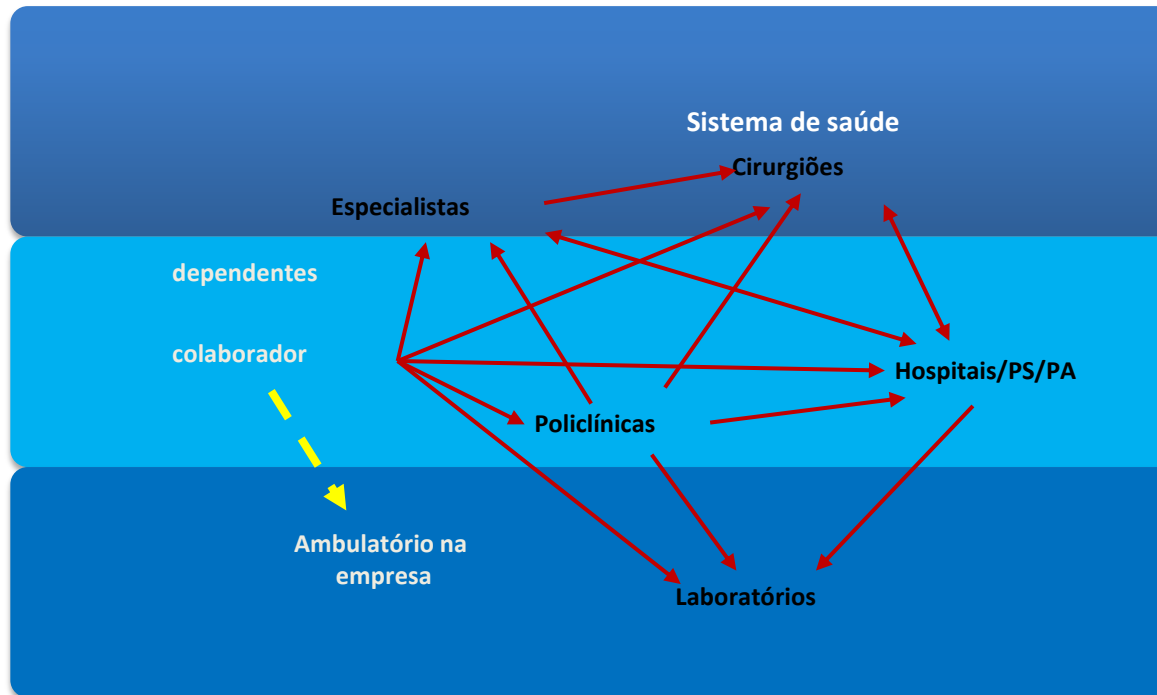 Sistema de saúde
Cirurgiões
Especialistas
dependentes
colaborador
Hospitais/PS/PA
Policlínicas
Ambulatório na
empresa
Laboratórios